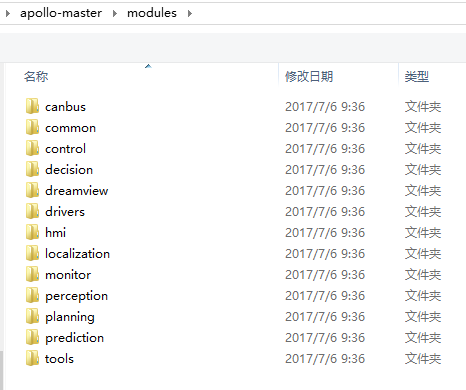 apollo-master modules
名称 修改日期 类型
canbus 2017/7/6 9:36 文件夹
common 2017/7/6 9:36 文件夹
control 2017/7/6 9:36 文件夹
decision 2017/7/6 9:36 文件夹
dreamview 2017/7/6 9:36 文件夹
drivers 2017/7/6 9:36 文件夹
hmi 2017/7/6 9:36 文件夹
localization 2017/7/6 9:36 文件夹
monitor 2017/7/6 9:36 文件夹
perception 2017/7/6 9:36 文件夹
planning 2017/7/6 9:36 文件夹
prediction 2017/7/6 9:36 文件夹
tools 2017/7/6 9:36 文件夹